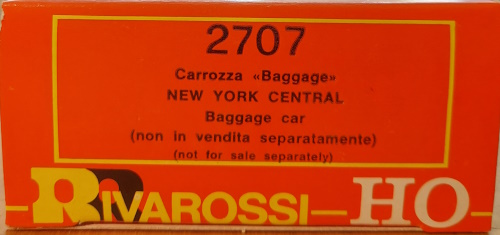 2707
Carrozza «Baggage»
NEW YORK CENTRAL
Baggage car
(non in vendita separatamente)
(not for sale separately)
RIVAROSSI HO